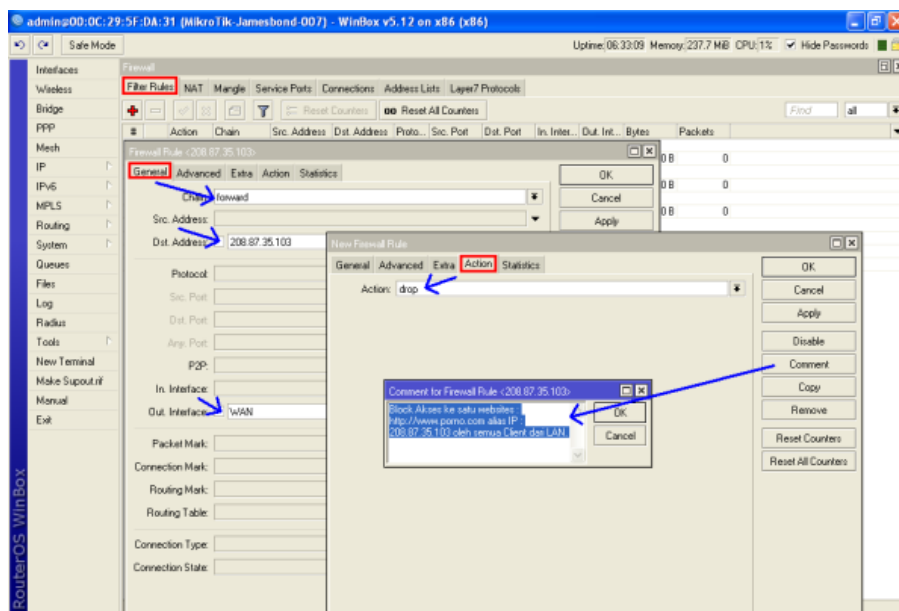 admin@00:0C:29:5F:DA:31 (MikroTik-Jamesbond-007) - WinBox v5.12 on x86 (x86)
Safe Mode
Uptime: 06:33:09 Memory: 237.7 MiB CPU: 1% Hide Passwords
Interfaces
Wireless
Bridge
PPP
Mesh
IP
IPv6
MPLS
Routing
System
Queues
Files
Log
Radius
Tools
New Terminal
Make Supout.rif
Manual
Exit
RouterOS WinBox
Firewall
Filter Rules NAT Mangle Service Ports Connections Address Lists Layer7 Protocols
Reset Counters 00 Reset All Counters
Find all
# Action Chain Src. Address Dst. Address Proto... Src. Port Dst. Port In. Inter... Out. Int... Bytes Packets
0 B 0
0 B 0
0 B 0
Firewall Rule <208.87.35.103>
General Advanced Extra Action Statistics
OK
Cancel
Apply
Chain: forward
Src. Address:
Dst. Address: 208.87.35.103
Protocol:
Src. Port:
Dst. Port:
Any. Port:
P2P:
In. Interface:
Out. Interface: WAN
Packet Mark:
Connection Mark:
Routing Mark:
Routing Table:
Connection Type:
Connection State:
New Firewall Rule
General Advanced Extra Action Statistics
Action: drop
OK
Cancel
Apply
Disable
Comment
Copy
Remove
Reset Counters
Reset All Counters
Comment for Firewall Rule <208.87.35.103>
Block Akses ke satu websites :
http://www.porno.com alias IP :
208.87.35.103 oleh semua Client das LAN
OK
Cancel